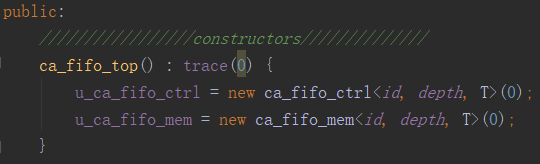 public:
//////////////////constructors//////////////
ca_fifo_top() : trace(0) {
u_ca_fifo_ctrl = new ca_fifo_ctrl<id, depth, T>(0);
u_ca_fifo_mem = new ca_fifo_mem<id, depth, T>(0);
}